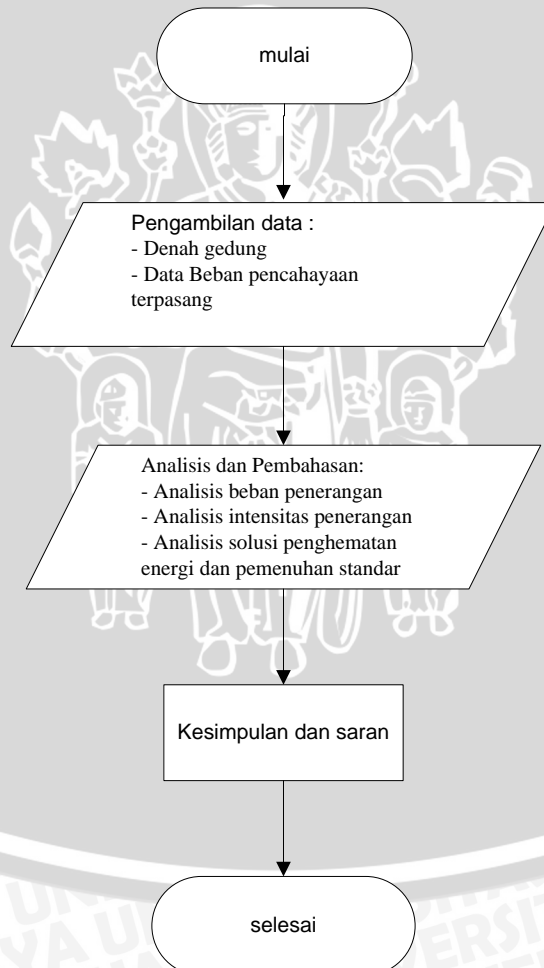 mulai
Pengambilan data :
- Denah gedung
- Data Beban pencahayaan
terpasang
Analisis dan Pembahasan:
- Analisis beban penerangan
- Analisis intensitas penerangan
- Analisis solusi penghematan
energi dan pemenuhan standar
Kesimpulan dan saran
selesai